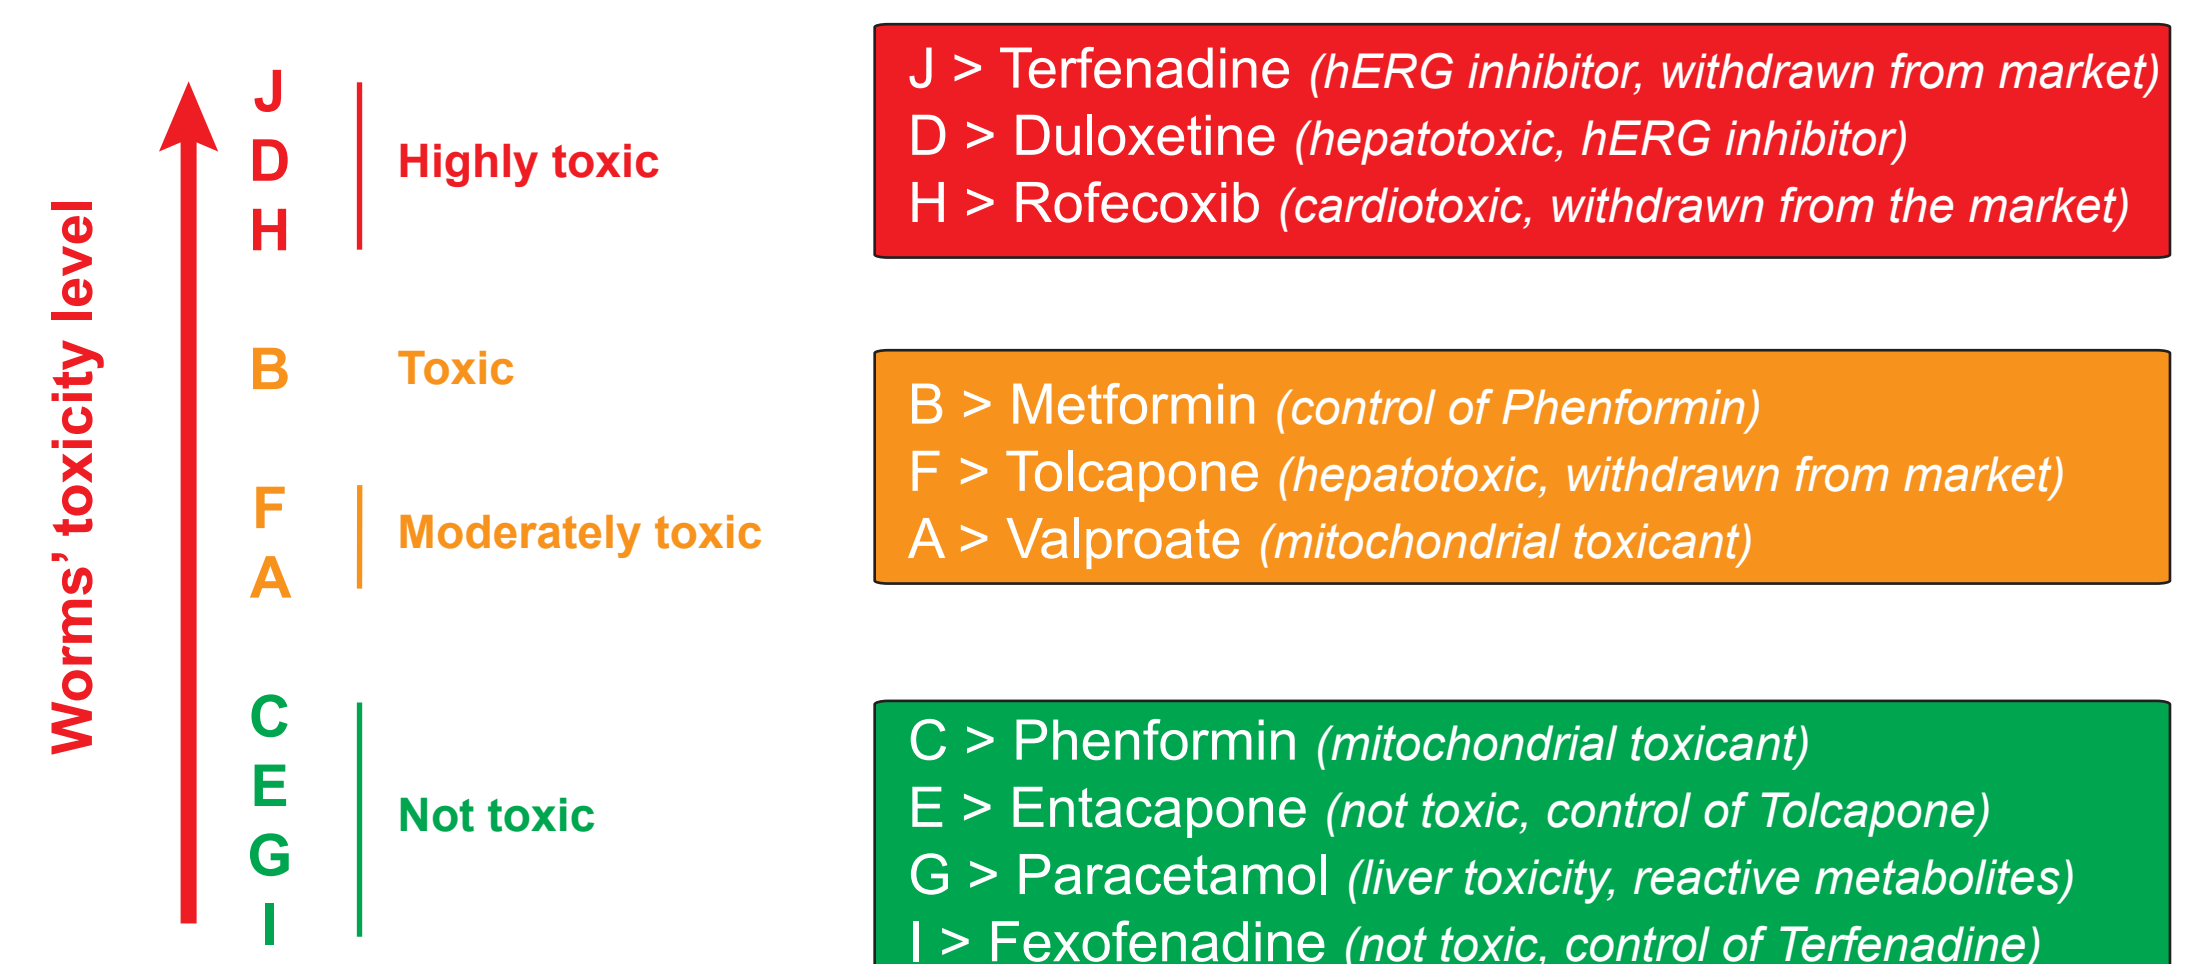 Worms’ toxicity level
J
D
H
Highly toxic
B
Toxic
F
A
Moderately toxic
C
E
G
I
Not toxic
J > Terfenadine (hERG inhibitor, withdrawn from market)
D > Duloxetine (hepatotoxic, hERG inhibitor)
H > Rofecoxib (cardiotoxic, withdrawn from the market)
B > Metformin (control of Phenformin)
F > Tolcapone (hepatotoxic, withdrawn from market)
A > Valproate (mitochondrial toxicant)
C > Phenformin (mitochondrial toxicant)
E > Entacapone (not toxic, control of Tolcapone)
G > Paracetamol (liver toxicity, reactive metabolites)
I > Fexofenadine (not toxic, control of Terfenadine)